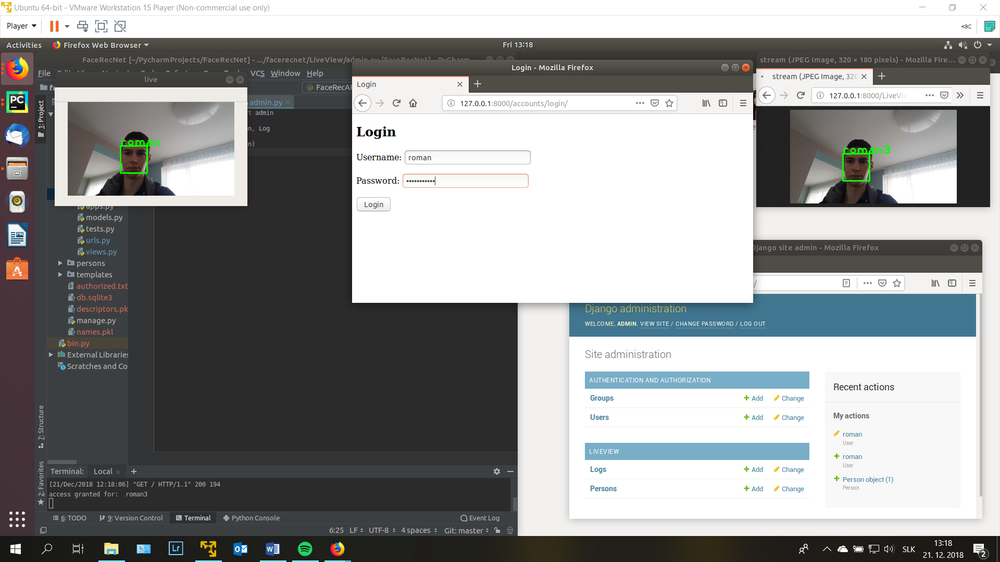 Ubuntu 64-bit - VMware Workstation 15 Player (Non-commercial use only)
Player
Activities
Firefox Web Browser
Fri 13:18
FaceRecNet [~/PycharmProjects/FaceRecNet] - .../facerecnet/LiveView/admin.py [FaceRecNet] - PyCharm
File
VCS
Window
Help
live
FaceRecAP
admin.py
t admin
n, Log
n)
1: Project
roman
apps.py
models.py
tests.py
urls.py
views.py
persons
templates
authorized.txt
db.sqlite3
descriptors.pk
manage.py
names.pkl
bin.py
External Libraries
Scratches and Co
7: Structure
2: Favorites
Terminal:
Local
[21/Dec/2018 12:18:06] "GET / HTTP/1.1" 200 194
access granted for:  roman3
6: TODO
9: Version Control
Terminal
Python Console
Event Log
6:25
LF
UTF-8
4 spaces
Git: master
Login - Mozilla Firefox
Login
127.0.0.1:8000/accounts/login/
Login
Username: roman
Password: •••••••••••
Login
stream (JPEG Image, 320 × 180 pixels) - Mozilla Fire...
stream (JPEG Image, 320
127.0.0.1:8000/LiveVi
roman3
Django site admin - Mozilla Firefox
Django administration
WELCOME, ADMIN. VIEW SITE / CHANGE PASSWORD / LOG OUT
Site administration
AUTHENTICATION AND AUTHORIZATION
Groups
Add
Change
Users
Add
Change
LIVEVIEW
Logs
Add
Change
Persons
Add
Change
Recent actions
My actions
roman
User
roman
User
Person object (1)
Person
Lr
SLK
13:18
21. 12. 2018
2